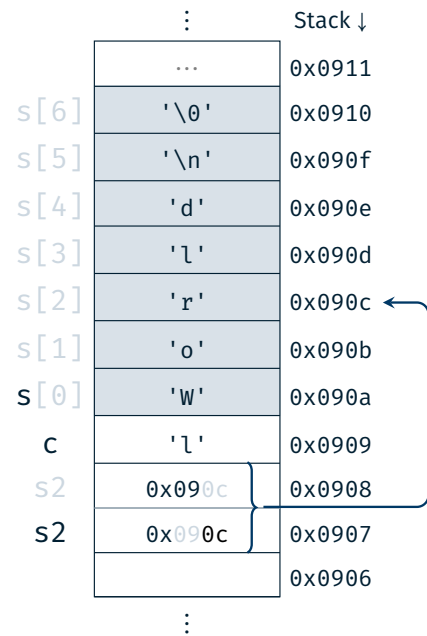 ⋮ Stack ↓
... 0x0911
s[6] '\0' 0x0910
s[5] '\n' 0x090f
s[4] 'd' 0x090e
s[3] 'l' 0x090d
s[2] 'r' 0x090c
s[1] 'o' 0x090b
s[0] 'W' 0x090a
c 'l' 0x0909
s2 0x090c 0x0908
s2 0x090c 0x0907
0x0906
⋮